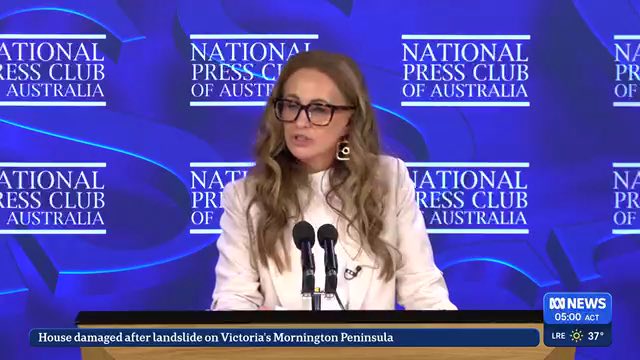 NATIONAL
PRESS CLUB
OF AUSTRALIA
NATIONAL
PRESS CLUB
OF AUSTRALIA
NATIONAL
PRESS CLUB
OF AUSTRALIA
NATIONAL
PRESS CLUB
OF AUSTRALIA
NATIONAL
PRESS
OF AU
NATIONAL
PRESS CLUB
OF AUSTRALIA
NEWS
05:00 ACT
LRE 37°
House damaged after landslide on Victoria's Mornington Peninsula